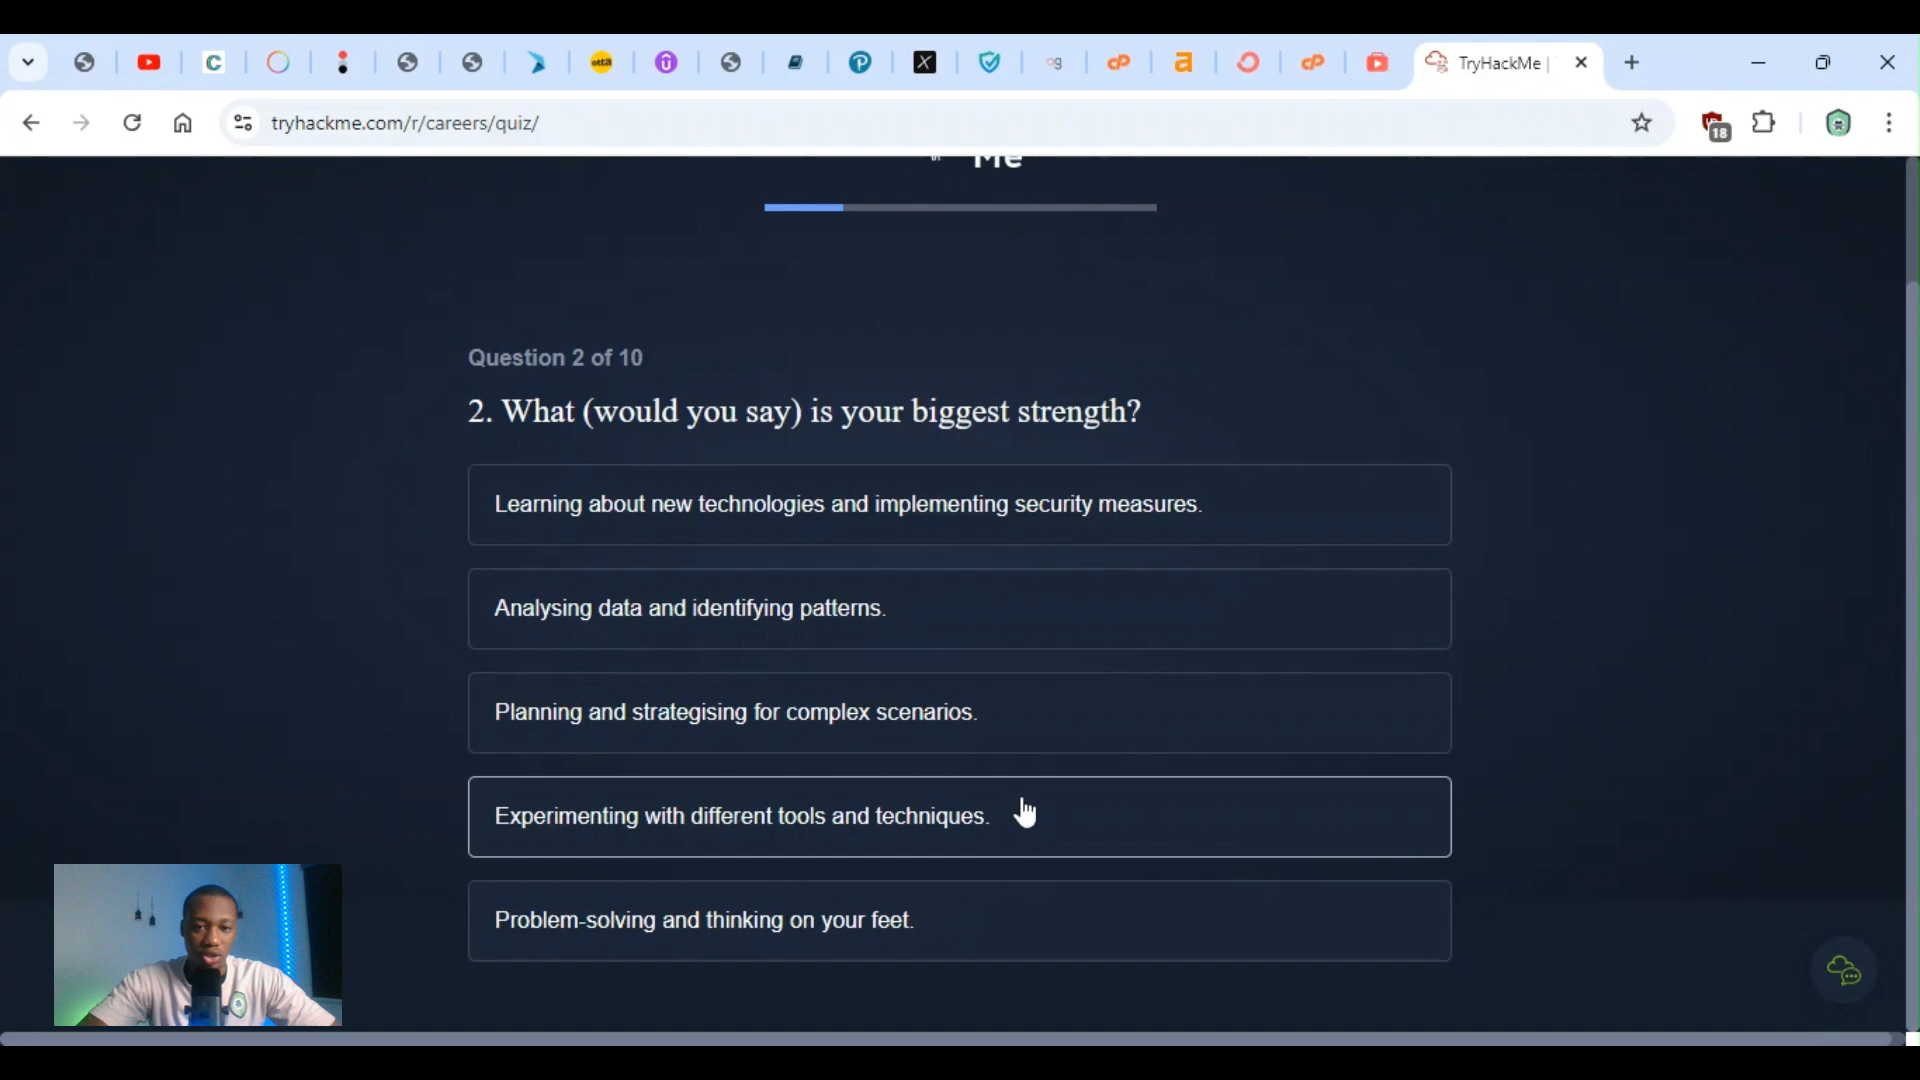 TryHackMe |
tryhackme.com/r/careers/quiz/
18
Me
Question 2 of 10
2. What (would you say) is your biggest strength?
Learning about new technologies and implementing security measures.
Analysing data and identifying patterns.
Planning and strategising for complex scenarios.
Experimenting with different tools and techniques.
Problem-solving and thinking on your feet.